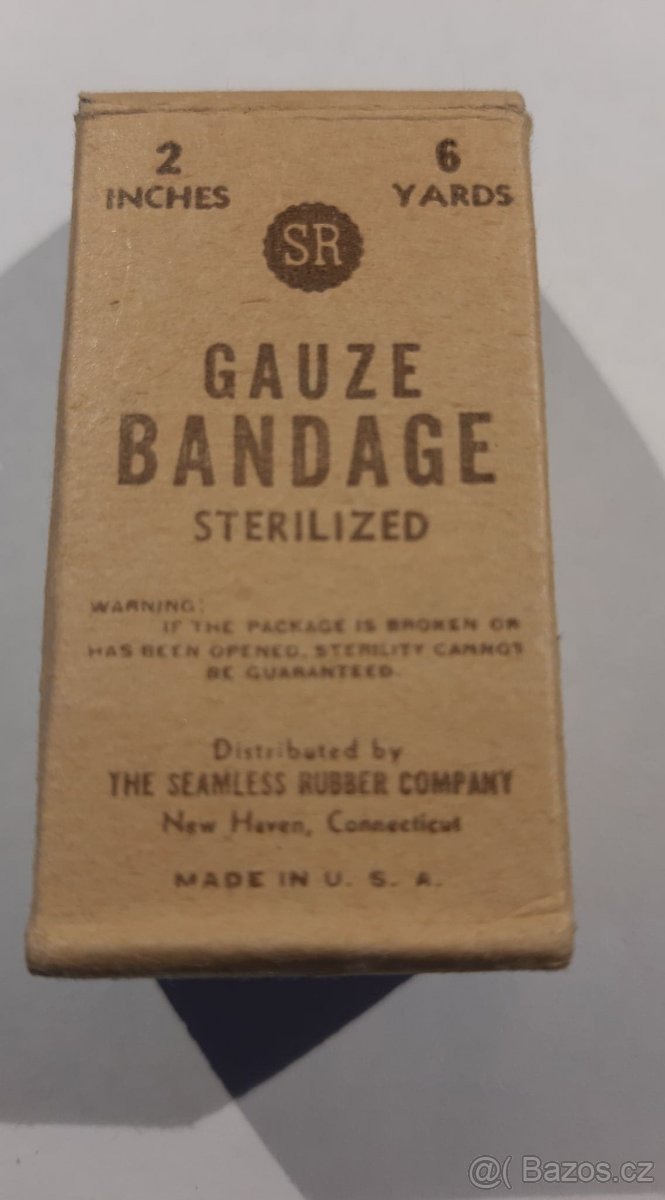 2 6
INCHES YARDS
SR
GAUZE
BANDAGE
STERILIZED
WARNING:
IF THE PACKAGE IS BROKEN OR
HAS BEEN OPENED, STERILITY CANNOT
BE GUARANTEED.
Distributed by
THE SEAMLESS RUBBER COMPANY
New Haven, Connecticut
MADE IN U. S. A.
@( Bazos.cz